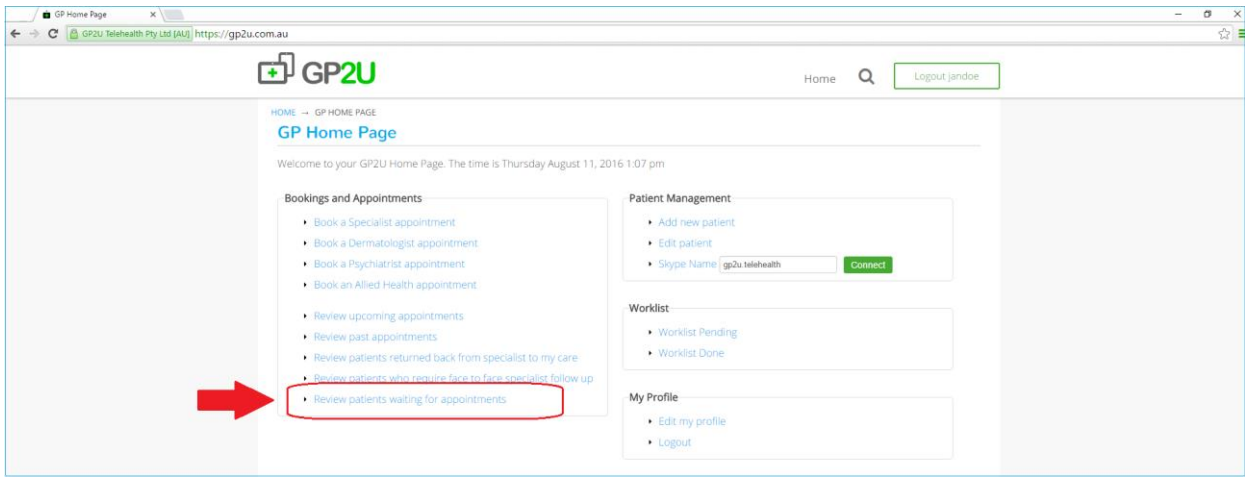 GP Home Page
GP2U Telehealth Pty Ltd [AU] https://gp2u.com.au
GP2U
Home
Logout jandoe
HOME → GP HOME PAGE
GP Home Page
Welcome to your GP2U Home Page. The time is Thursday August 11, 2016 1:07 pm
Bookings and Appointments
Book a Specialist appointment
Book a Dermatologist appointment
Book a Psychiatrist appointment
Book an Allied Health appointment
Review upcoming appointments
Review past appointments
Review patients returned back from specialist to my care
Review patients who require face to face specialist follow up
Review patients waiting for appointments
Patient Management
Add new patient
Edit patient
Skype Name gp2u.telehealth Connect
Worklist
Worklist Pending
Worklist Done
My Profile
Edit my profile
Logout